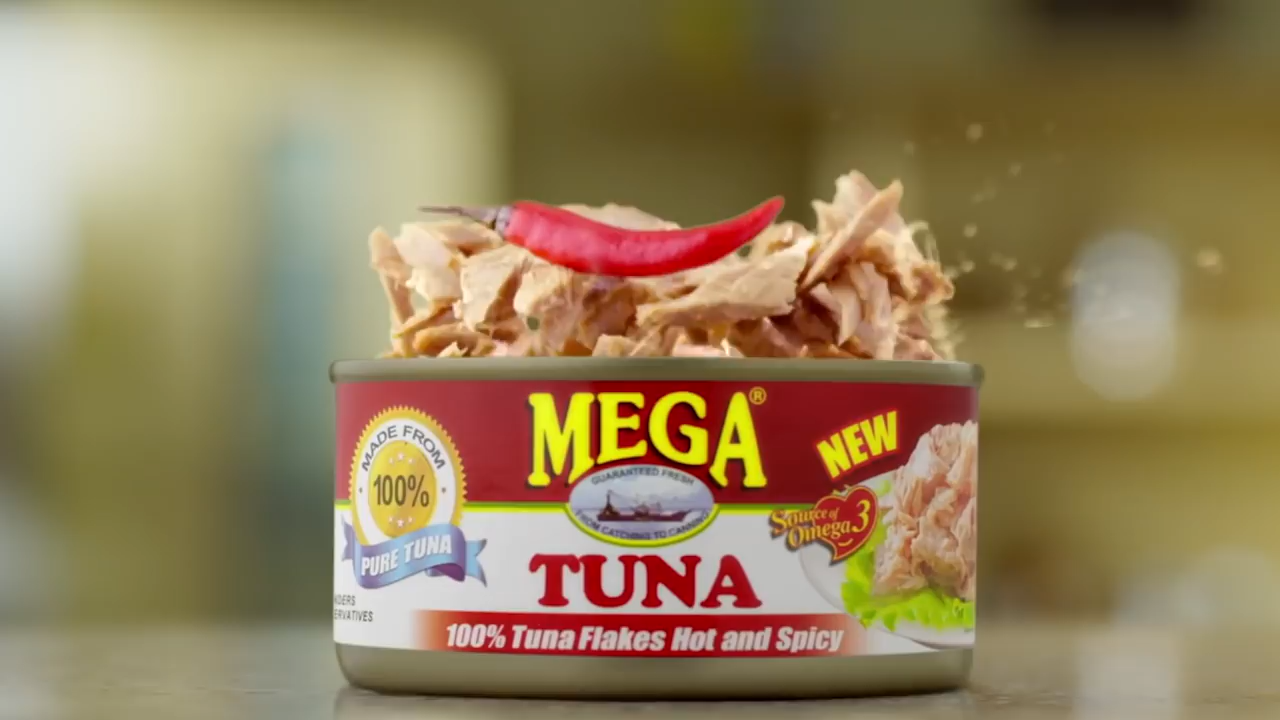 MEGA®
GUARANTEED FRESH
FROM CATCHING TO CANNING
MADE FROM
100%
PURE TUNA
NEW
Source of
Omega 3
TUNA
100% Tuna Flakes Hot and Spicy